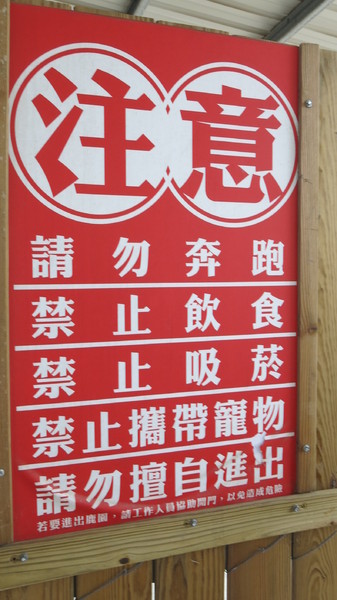 注意
請勿奔跑
禁止飲食
禁止吸菸
禁止攜帶寵物
請勿擅自進出
若要進出鹿園，請工作人員協助開門，以免造成危險